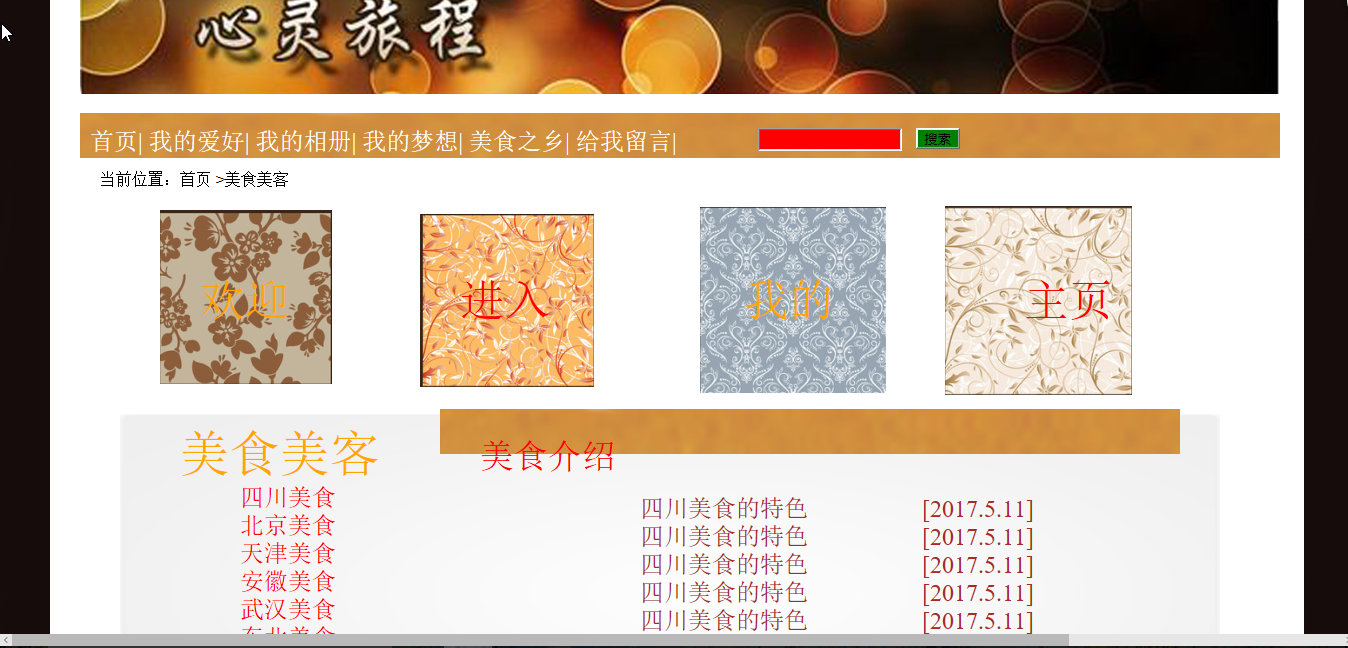 心灵旅程
首页| 我的爱好| 我的相册| 我的梦想| 美食之乡| 给我留言|
搜索
当前位置：首页 >美食美客
欢迎
进入
我的
主页
美食美客
四川美食
北京美食
天津美食
安徽美食
武汉美食
东北美食
美食介绍
四川美食的特色 [2017.5.11]
四川美食的特色 [2017.5.11]
四川美食的特色 [2017.5.11]
四川美食的特色 [2017.5.11]
四川美食的特色 [2017.5.11]